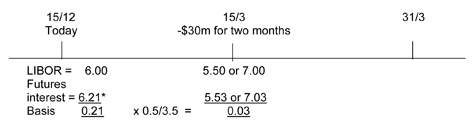 15/12 15/3 31/3
Today -$30m for two months
LIBOR = 6.00 5.50 or 7.00
Futures
interest = 6.21* 5.53 or 7.03
Basis 0.21 x 0.5/3.5 = 0.03